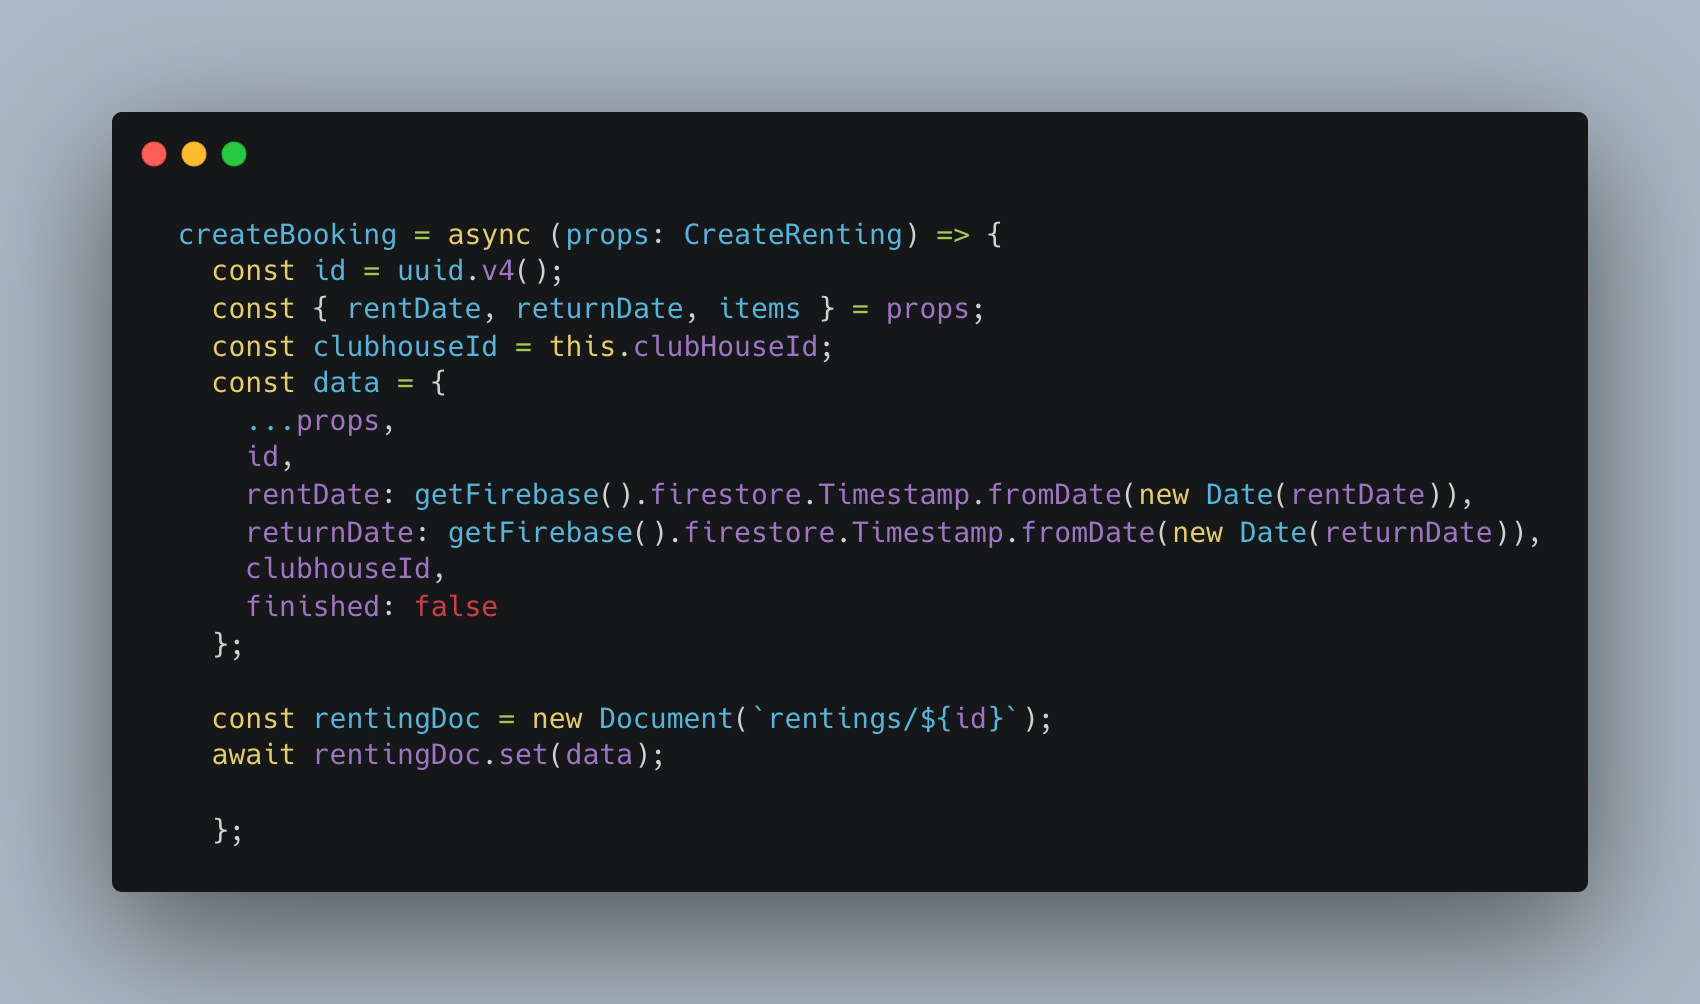 createBooking = async (props: CreateRenting) => {
  const id = uuid.v4();
  const { rentDate, returnDate, items } = props;
  const clubhouseId = this.clubHouseId;
  const data = {
    ...props,
    id,
    rentDate: getFirebase().firestore.Timestamp.fromDate(new Date(rentDate)),
    returnDate: getFirebase().firestore.Timestamp.fromDate(new Date(returnDate)),
    clubhouseId,
    finished: false
  };

  const rentingDoc = new Document(`rentings/${id}`);
  await rentingDoc.set(data);

  };